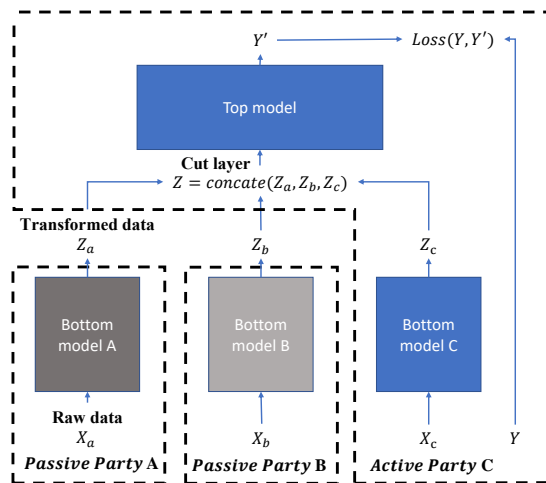 Y′ Loss(Y, Y′)
Top model
Cut layer
Z = concate(Z_a, Z_b, Z_c)
Transformed data
Z_a Z_b Z_c
Bottom model A
Bottom model B
Bottom model C
Raw data
X_a X_b X_c Y
Passive Party A Passive Party B Active Party C